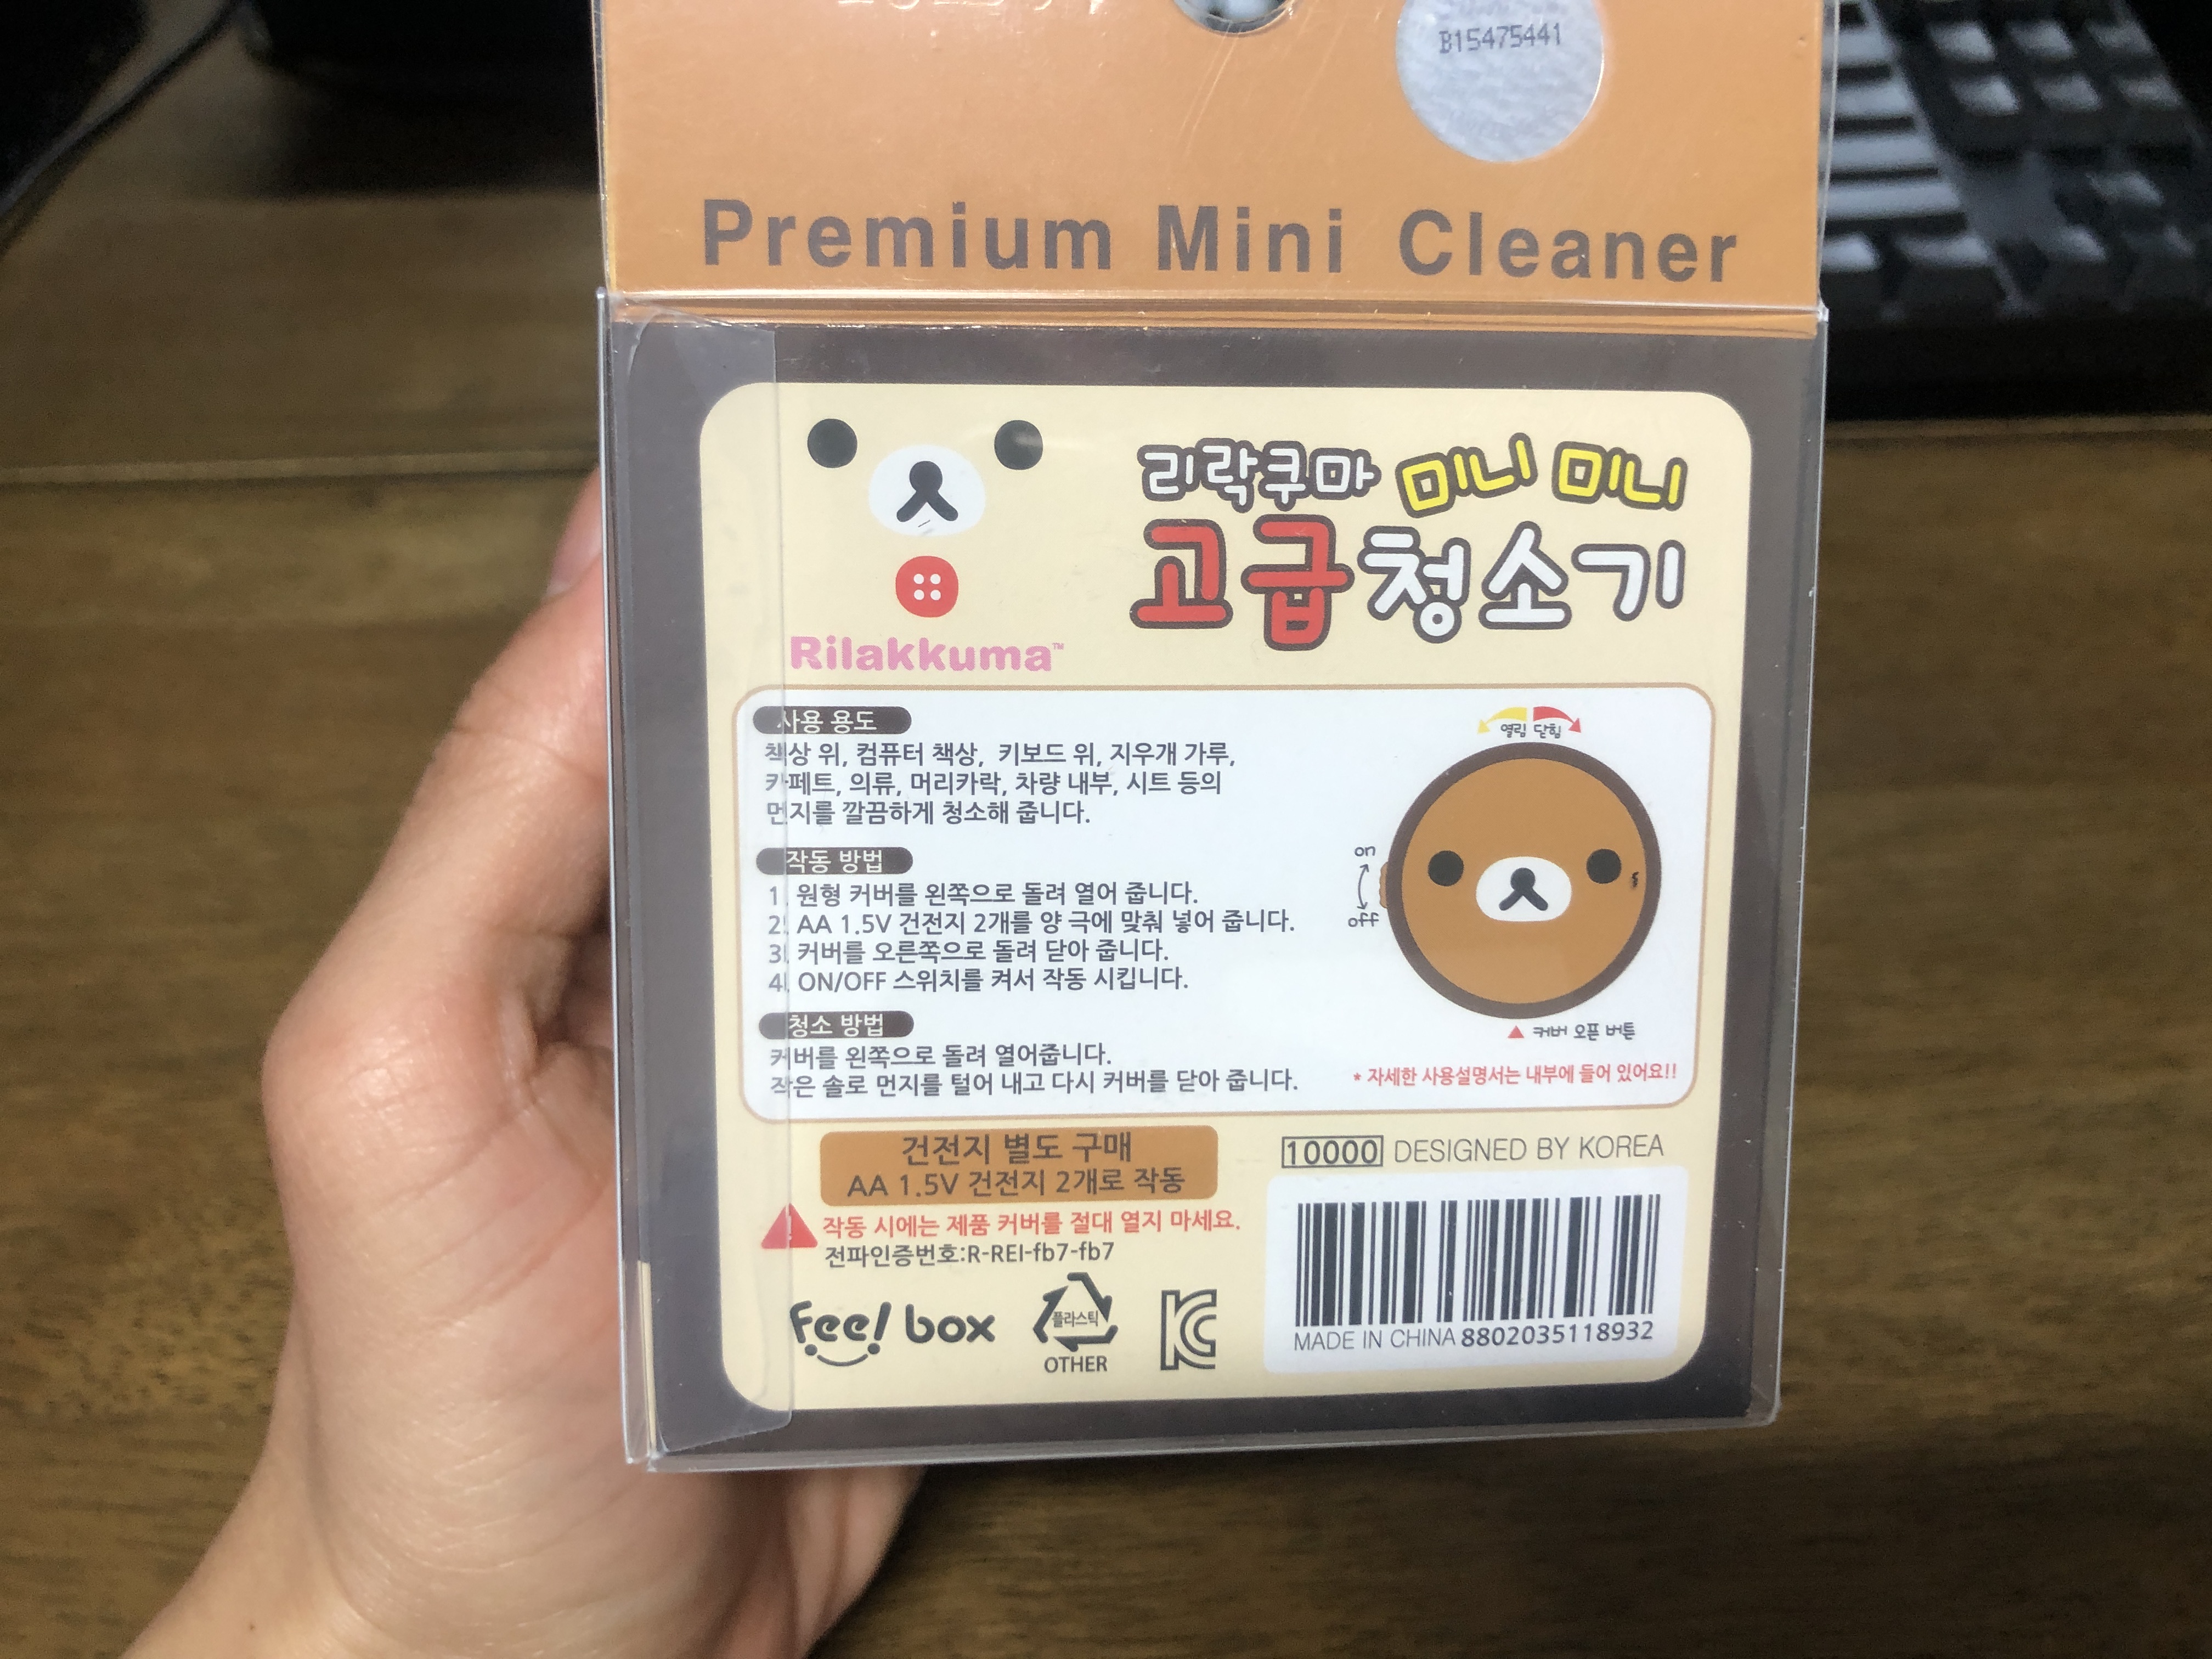 B15475441
Premium Mini Cleaner
리락쿠마 미니 미니
고급청소기
Rilakkuma™
사용 용도
책상 위, 컴퓨터 책상, 키보드 위, 지우개 가루,
카페트, 의류, 머리카락, 차량 내부, 시트 등의
먼지를 깔끔하게 청소해 줍니다.
작동 방법
1. 원형 커버를 왼쪽으로 돌려 열어 줍니다.
2. AA 1.5V 건전지 2개를 양 극에 맞춰 넣어 줍니다.
3. 커버를 오른쪽으로 돌려 닫아 줍니다.
4. ON/OFF 스위치를 켜서 작동 시킵니다.
청소 방법
커버를 왼쪽으로 돌려 열어줍니다.
작은 솔로 먼지를 털어 내고 다시 커버를 닫아 줍니다.
열림 닫힘
on
off
커버 오픈 버튼
* 자세한 사용설명서는 내부에 들어 있어요!!
건전지 별도 구매
AA 1.5V 건전지 2개로 작동
작동 시에는 제품 커버를 절대 열지 마세요.
전파인증번호:R-REI-fb7-fb7
feel box
플라스틱
OTHER
KC
10000 DESIGNED BY KOREA
MADE IN CHINA 8802035118932